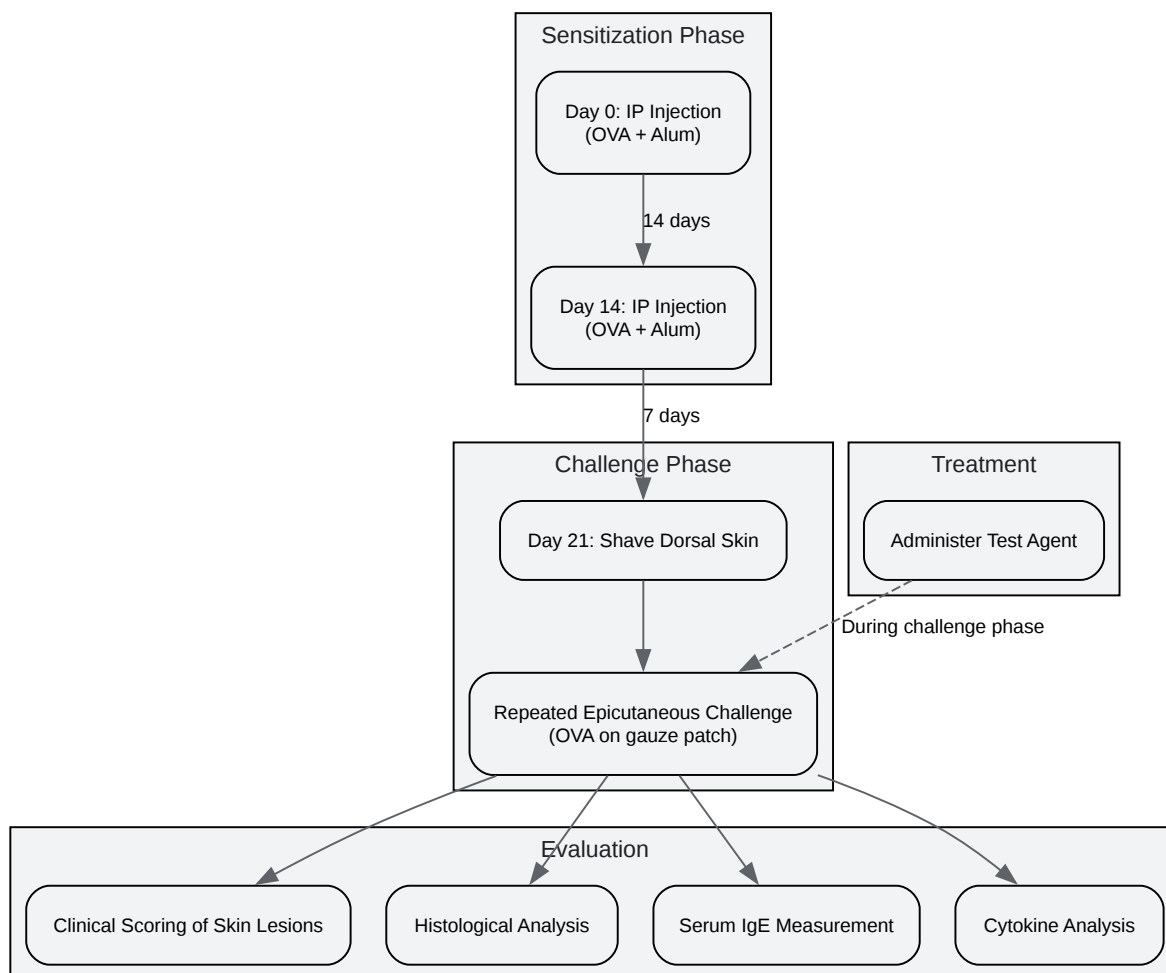 Sensitization Phase
Day 0: IP Injection
(OVA + Alum)
14 days
Day 14: IP Injection
(OVA + Alum)
7 days
Challenge Phase
Treatment
Day 21: Shave Dorsal Skin
Administer Test Agent
During challenge phase
Repeated Epicutaneous Challenge
(OVA on gauze patch)
Evaluation
Clinical Scoring of Skin Lesions
Histological Analysis
Serum IgE Measurement
Cytokine Analysis